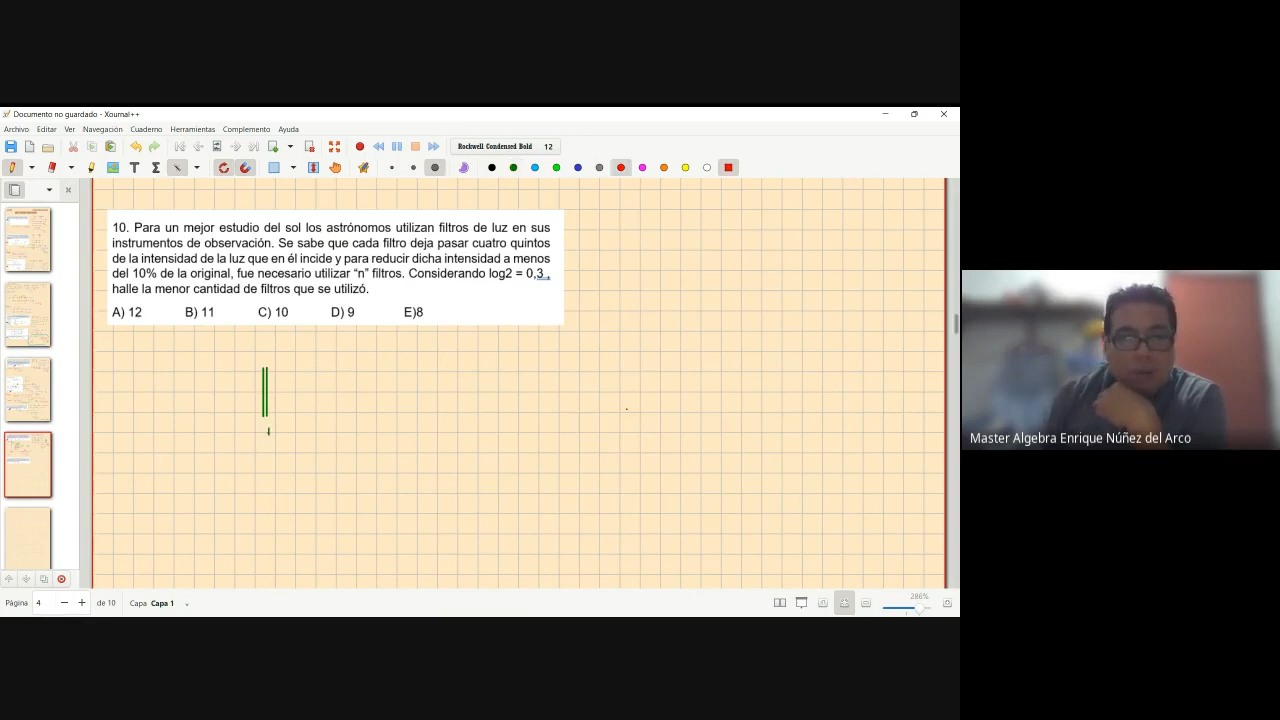 Documento no guardado - Xournal++
Archivo Editar Ver Navegación Cuaderno Herramientas Complemento Ayuda
Rockwell Condensed Bold 12
10. Para un mejor estudio del sol los astrónomos utilizan filtros de luz en sus
instrumentos de observación. Se sabe que cada filtro deja pasar cuatro quintos
de la intensidad de la luz que en él incide y para reducir dicha intensidad a menos
del 10% de la original, fue necesario utilizar “n” filtros. Considerando log2 = 0,3 ,
halle la menor cantidad de filtros que se utilizó.
A) 12 B) 11 C) 10 D) 9 E)8
Master Algebra Enrique Núñez del Arco
Página 4 de 10 Capa Capa 1 286%